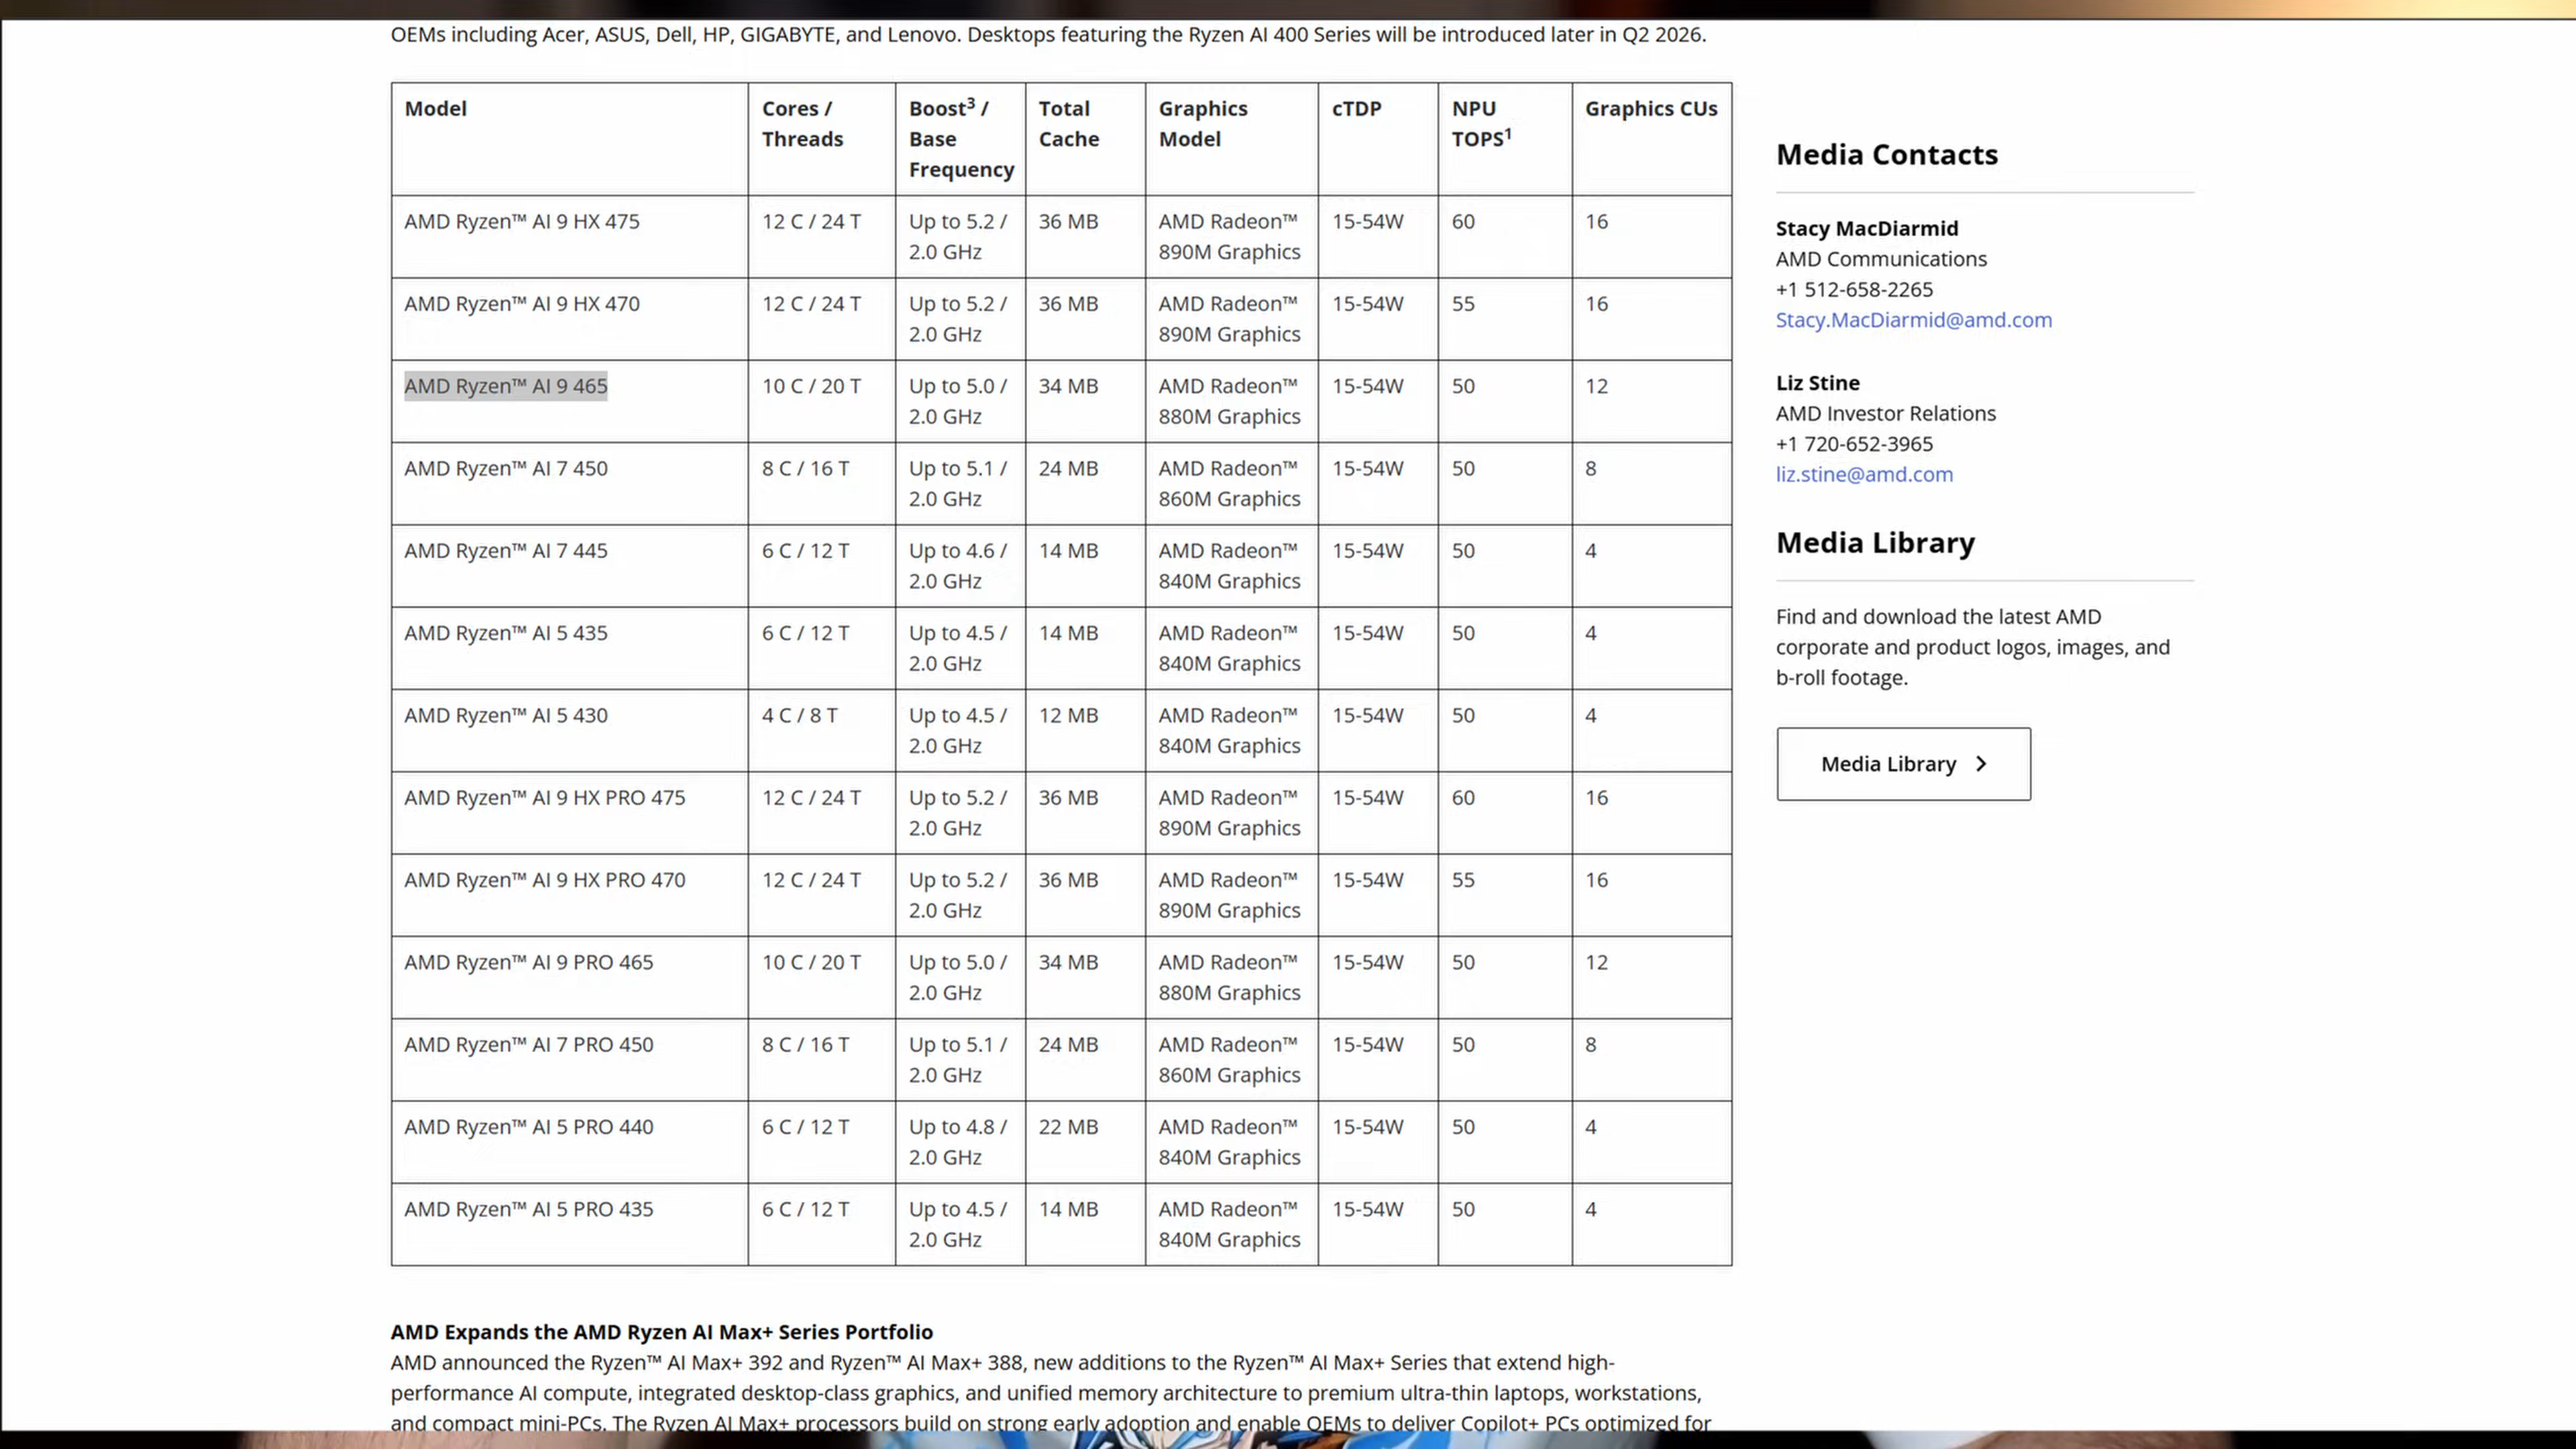 OEMs including Acer, ASUS, Dell, HP, GIGABYTE, and Lenovo. Desktops featuring the Ryzen AI 400 Series will be introduced later in Q2 2026.
Model Cores / Threads Boost³ / Base Frequency Total Cache Graphics Model cTDP NPU TOPS¹ Graphics CUs
AMD Ryzen™ AI 9 HX 475 12 C / 24 T Up to 5.2 / 2.0 GHz 36 MB AMD Radeon™ 890M Graphics 15-54W 60 16
AMD Ryzen™ AI 9 HX 470 12 C / 24 T Up to 5.2 / 2.0 GHz 36 MB AMD Radeon™ 890M Graphics 15-54W 55 16
AMD Ryzen™ AI 9 465 10 C / 20 T Up to 5.0 / 2.0 GHz 34 MB AMD Radeon™ 880M Graphics 15-54W 50 12
AMD Ryzen™ AI 7 450 8 C / 16 T Up to 5.1 / 2.0 GHz 24 MB AMD Radeon™ 860M Graphics 15-54W 50 8
AMD Ryzen™ AI 7 445 6 C / 12 T Up to 4.6 / 2.0 GHz 14 MB AMD Radeon™ 840M Graphics 15-54W 50 4
AMD Ryzen™ AI 5 435 6 C / 12 T Up to 4.5 / 2.0 GHz 14 MB AMD Radeon™ 840M Graphics 15-54W 50 4
AMD Ryzen™ AI 5 430 4 C / 8 T Up to 4.5 / 2.0 GHz 12 MB AMD Radeon™ 840M Graphics 15-54W 50 4
AMD Ryzen™ AI 9 HX PRO 475 12 C / 24 T Up to 5.2 / 2.0 GHz 36 MB AMD Radeon™ 890M Graphics 15-54W 60 16
AMD Ryzen™ AI 9 HX PRO 470 12 C / 24 T Up to 5.2 / 2.0 GHz 36 MB AMD Radeon™ 890M Graphics 15-54W 55 16
AMD Ryzen™ AI 9 PRO 465 10 C / 20 T Up to 5.0 / 2.0 GHz 34 MB AMD Radeon™ 880M Graphics 15-54W 50 12
AMD Ryzen™ AI 7 PRO 450 8 C / 16 T Up to 5.1 / 2.0 GHz 24 MB AMD Radeon™ 860M Graphics 15-54W 50 8
AMD Ryzen™ AI 5 PRO 440 6 C / 12 T Up to 4.8 / 2.0 GHz 22 MB AMD Radeon™ 840M Graphics 15-54W 50 4
AMD Ryzen™ AI 5 PRO 435 6 C / 12 T Up to 4.5 / 2.0 GHz 14 MB AMD Radeon™ 840M Graphics 15-54W 50 4
AMD Expands the AMD Ryzen AI Max+ Series Portfolio
AMD announced the Ryzen™ AI Max+ 392 and Ryzen™ AI Max+ 388, new additions to the Ryzen™ AI Max+ Series that extend high-
performance AI compute, integrated desktop-class graphics, and unified memory architecture to premium ultra-thin laptops, workstations,
and compact mini-PCs. The Ryzen AI Max+ processors build on strong early adoption and enable OEMs to deliver Copilot+ PCs optimized for
Media Contacts
Stacy MacDiarmid
AMD Communications
+1 512-658-2265
Stacy.MacDiarmid@amd.com
Liz Stine
AMD Investor Relations
+1 720-652-3965
liz.stine@amd.com
Media Library
Find and download the latest AMD
corporate and product logos, images, and
b-roll footage.
Media Library